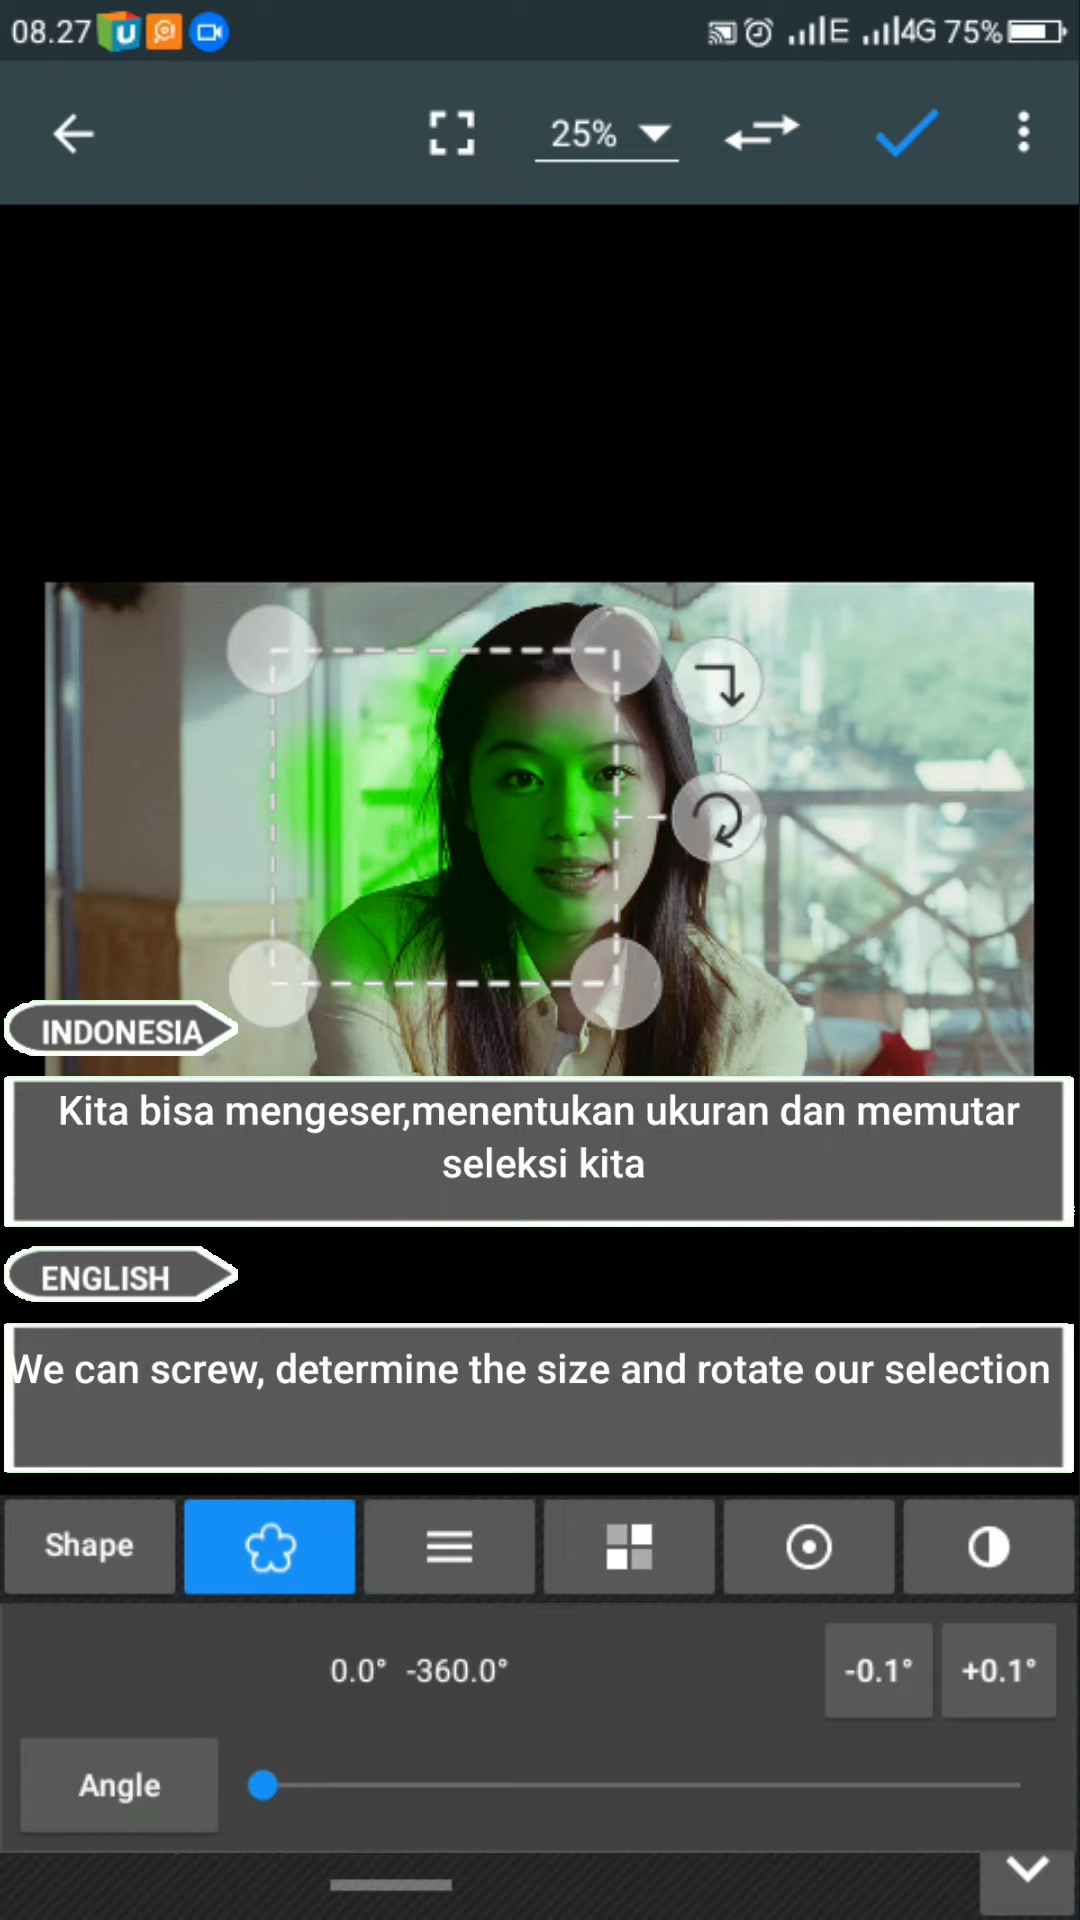 08.27
E 4G 75%
25%
INDONESIA
Kita bisa mengeser,menentukan ukuran dan memutar
seleksi kita
ENGLISH
We can screw, determine the size and rotate our selection
Shape
0.0° -360.0° -0.1° +0.1°
Angle